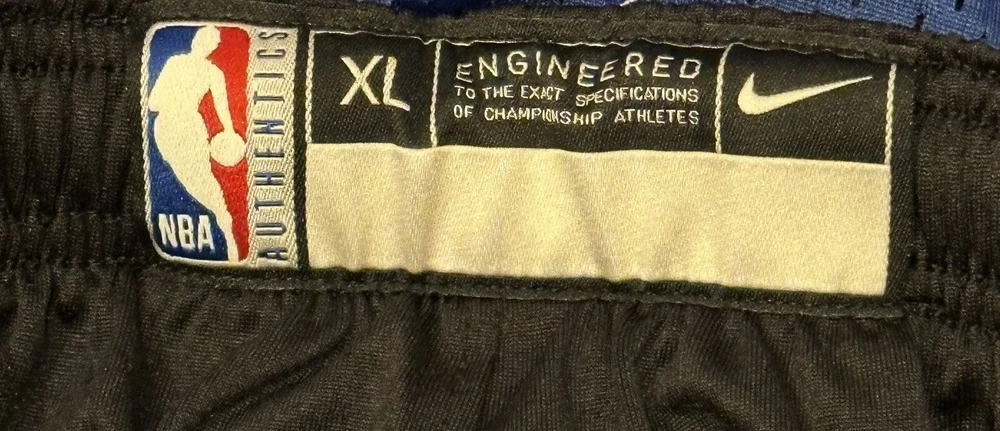 NBA
AUTHENTICS
XL
ENGINEERED
TO THE EXACT SPECIFICATIONS
OF CHAMPIONSHIP ATHLETES